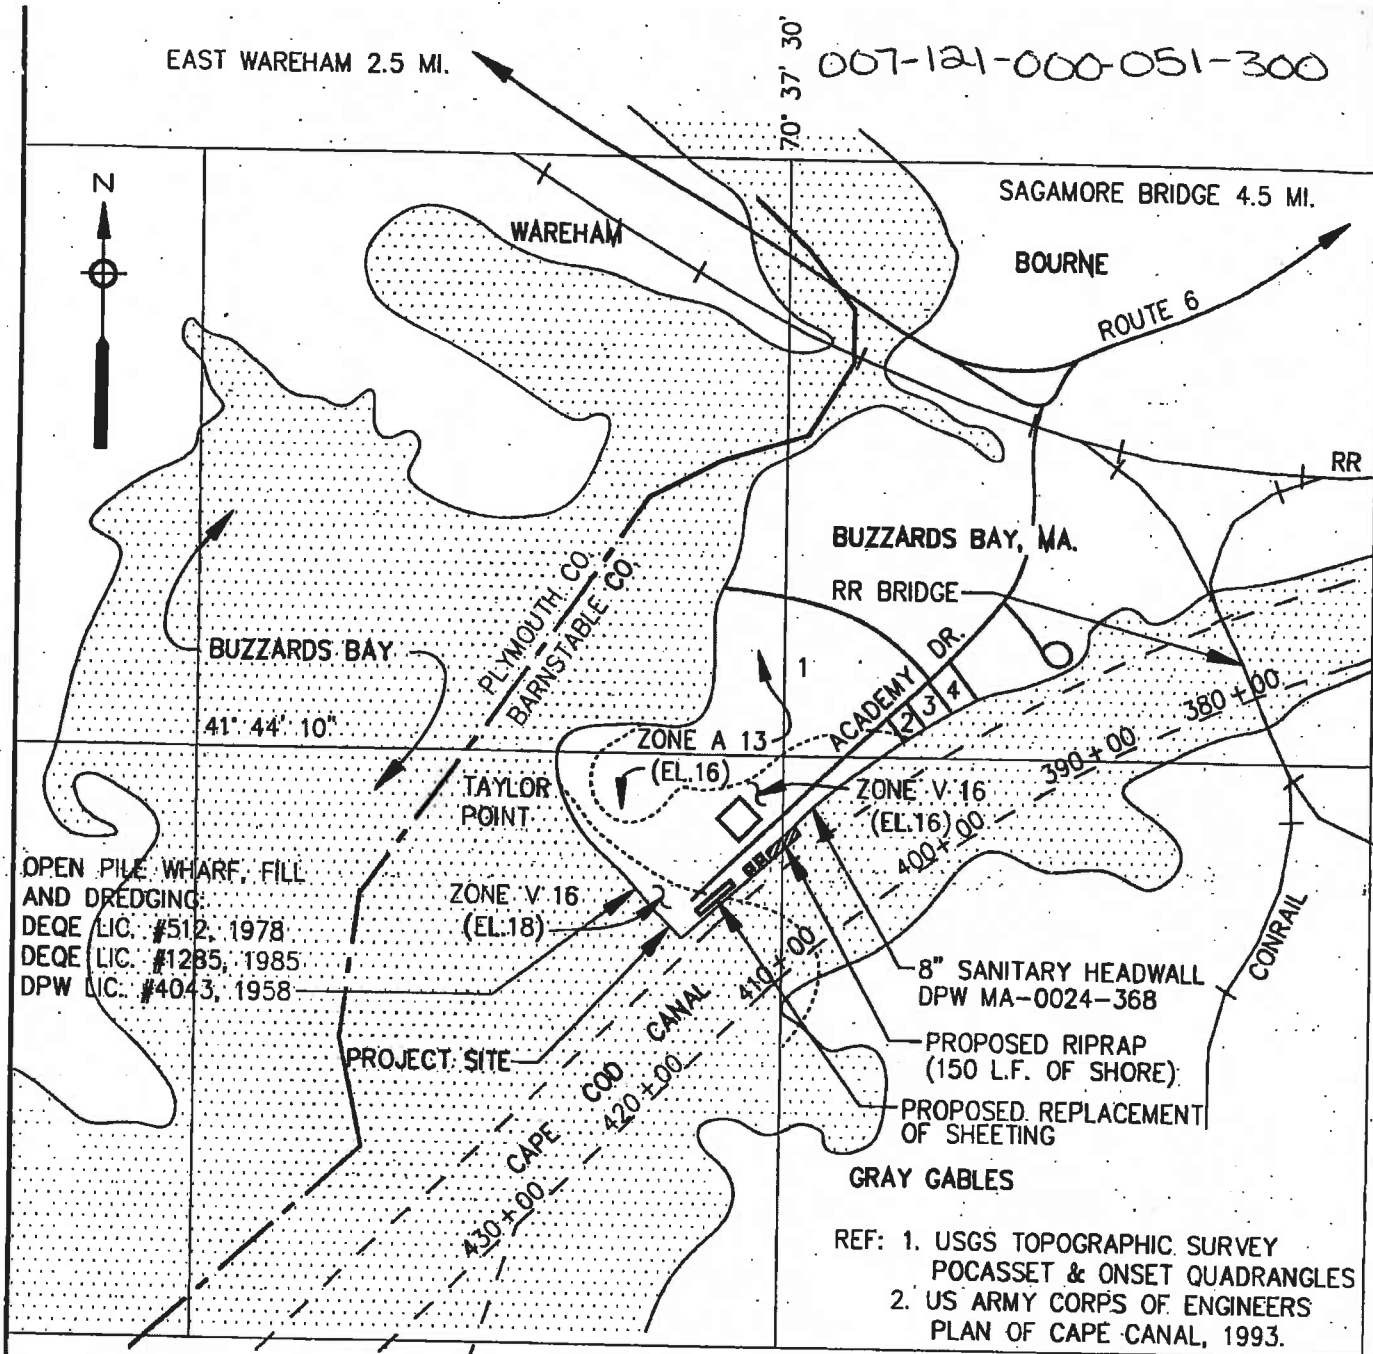 EAST WAREHAM 2.5 MI.
70° 37' 30'
007-121-000-051-300
N
SAGAMORE BRIDGE 4.5 MI.
WAREHAM
BOURNE
ROUTE 6
RR
BUZZARDS BAY, MA.
RR BRIDGE
PLYMOUTH CO.
BARNSTABLE CO.
BUZZARDS BAY
ACADEMY DR.
1
2
3
4
380+00
41° 44' 10"
ZONE A 13
(EL.16)
390+00
TAYLOR
POINT
ZONE V 16
(EL.16)
400+00
OPEN PILE WHARF, FILL
AND DREDGING:
DEQE LIC. #512, 1978
DEQE LIC. #1285, 1985
DPW LIC. #4043, 1958
ZONE V 16
(EL.18)
410+00
CONRAIL
8" SANITARY HEADWALL
DPW MA-0024-368
PROJECT SITE
CAPE COD CANAL
PROPOSED RIPRAP
(150 L.F. OF SHORE)
420+00
PROPOSED REPLACEMENT
OF SHEETING
GRAY GABLES
430+00
REF: 1. USGS TOPOGRAPHIC SURVEY
POCASSET & ONSET QUADRANGLES
2. US ARMY CORPS OF ENGINEERS
PLAN OF CAPE CANAL, 1993.